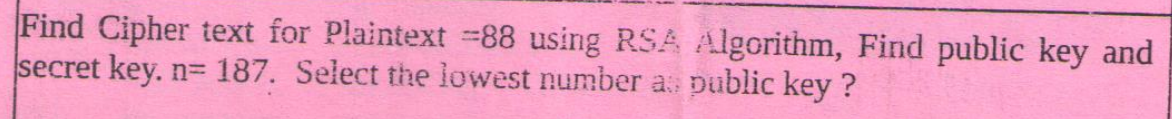 Find Cipher text for Plaintext =88 using RSA Algorithm, Find public key and
secret key. n= 187. Select the lowest number as public key ?